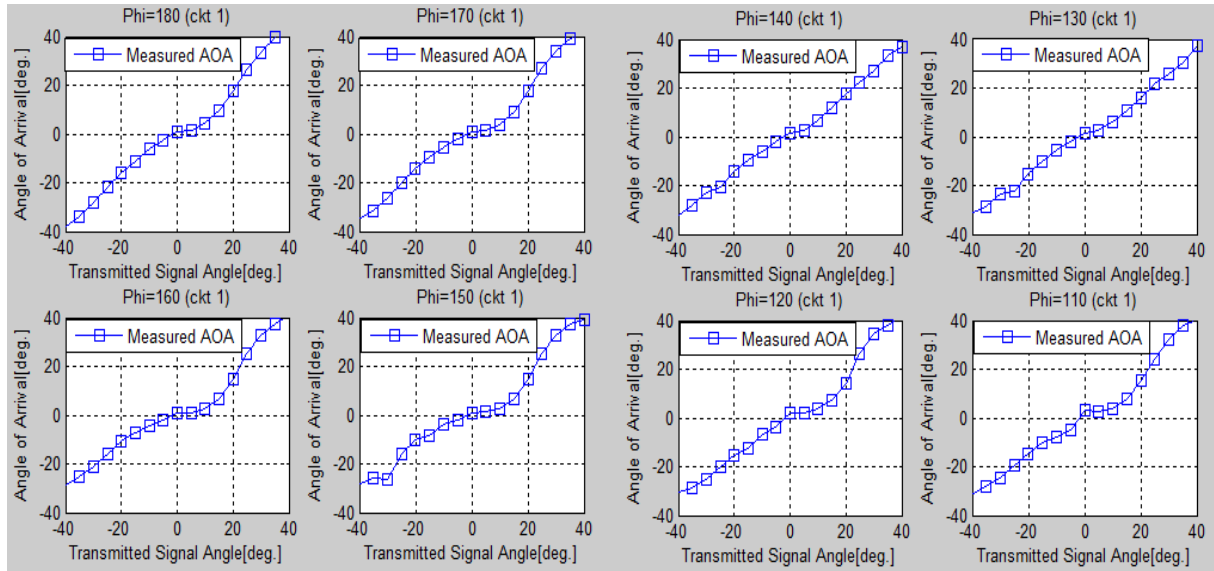 Phi=180 (ckt 1)
40
20
0
-20
-40
-40
-20
0
20
40
Measured AOA
Angle of Arrival[deg.]
Transmitted Signal Angle[deg.]
Phi=170 (ckt 1)
40
20
0
-20
-40
-40
-20
0
20
40
Measured AOA
Angle of Arrival[deg.]
Transmitted Signal Angle[deg.]
Phi=140 (ckt 1)
40
20
0
-20
-40
-40
-20
0
20
40
Measured AOA
Angle of Arrival[deg.]
Transmitted Signal Angle[deg.]
Phi=130 (ckt 1)
40
20
0
-20
-40
-40
-20
0
20
40
Measured AOA
Angle of Arrival[deg.]
Transmitted Signal Angle[deg.]
Phi=160 (ckt 1)
40
20
0
-20
-40
-40
-20
0
20
40
Measured AOA
Angle of Arrival[deg.]
Transmitted Signal Angle[deg.]
Phi=150 (ckt 1)
40
20
0
-20
-40
-40
-20
0
20
40
Measured AOA
Angle of Arrival[deg.]
Transmitted Signal Angle[deg.]
Phi=120 (ckt 1)
40
20
0
-20
-40
-40
-20
0
20
40
Measured AOA
Angle of Arrival[deg.]
Transmitted Signal Angle[deg.]
Phi=110 (ckt 1)
40
20
0
-20
-40
-40
-20
0
20
40
Measured AOA
Angle of Arrival[deg.]
Transmitted Signal Angle[deg.]